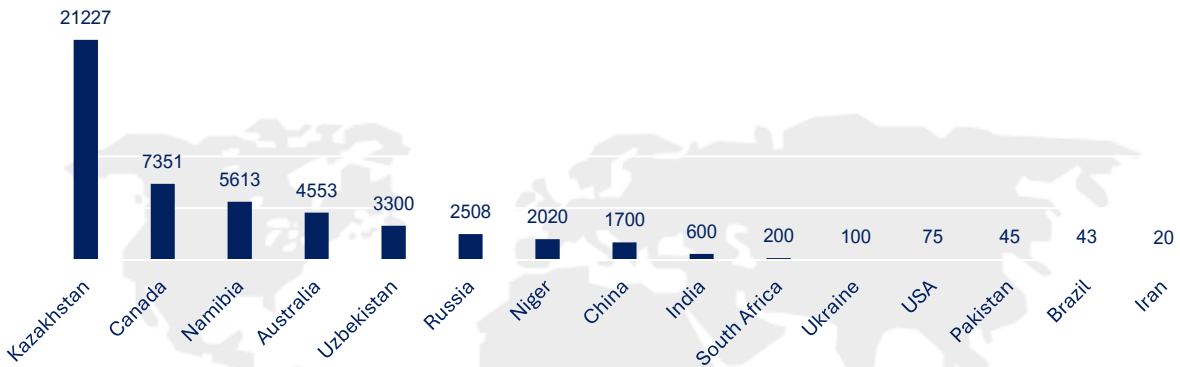 21227
7351
5613
4553
3300
2508
2020
1700
600
200
100
75
45
43
20
Kazakhstan
Canada
Namibia
Australia
Uzbekistan
Russia
Niger
China
India
South Africa
Ukraine
USA
Pakistan
Brazil
Iran